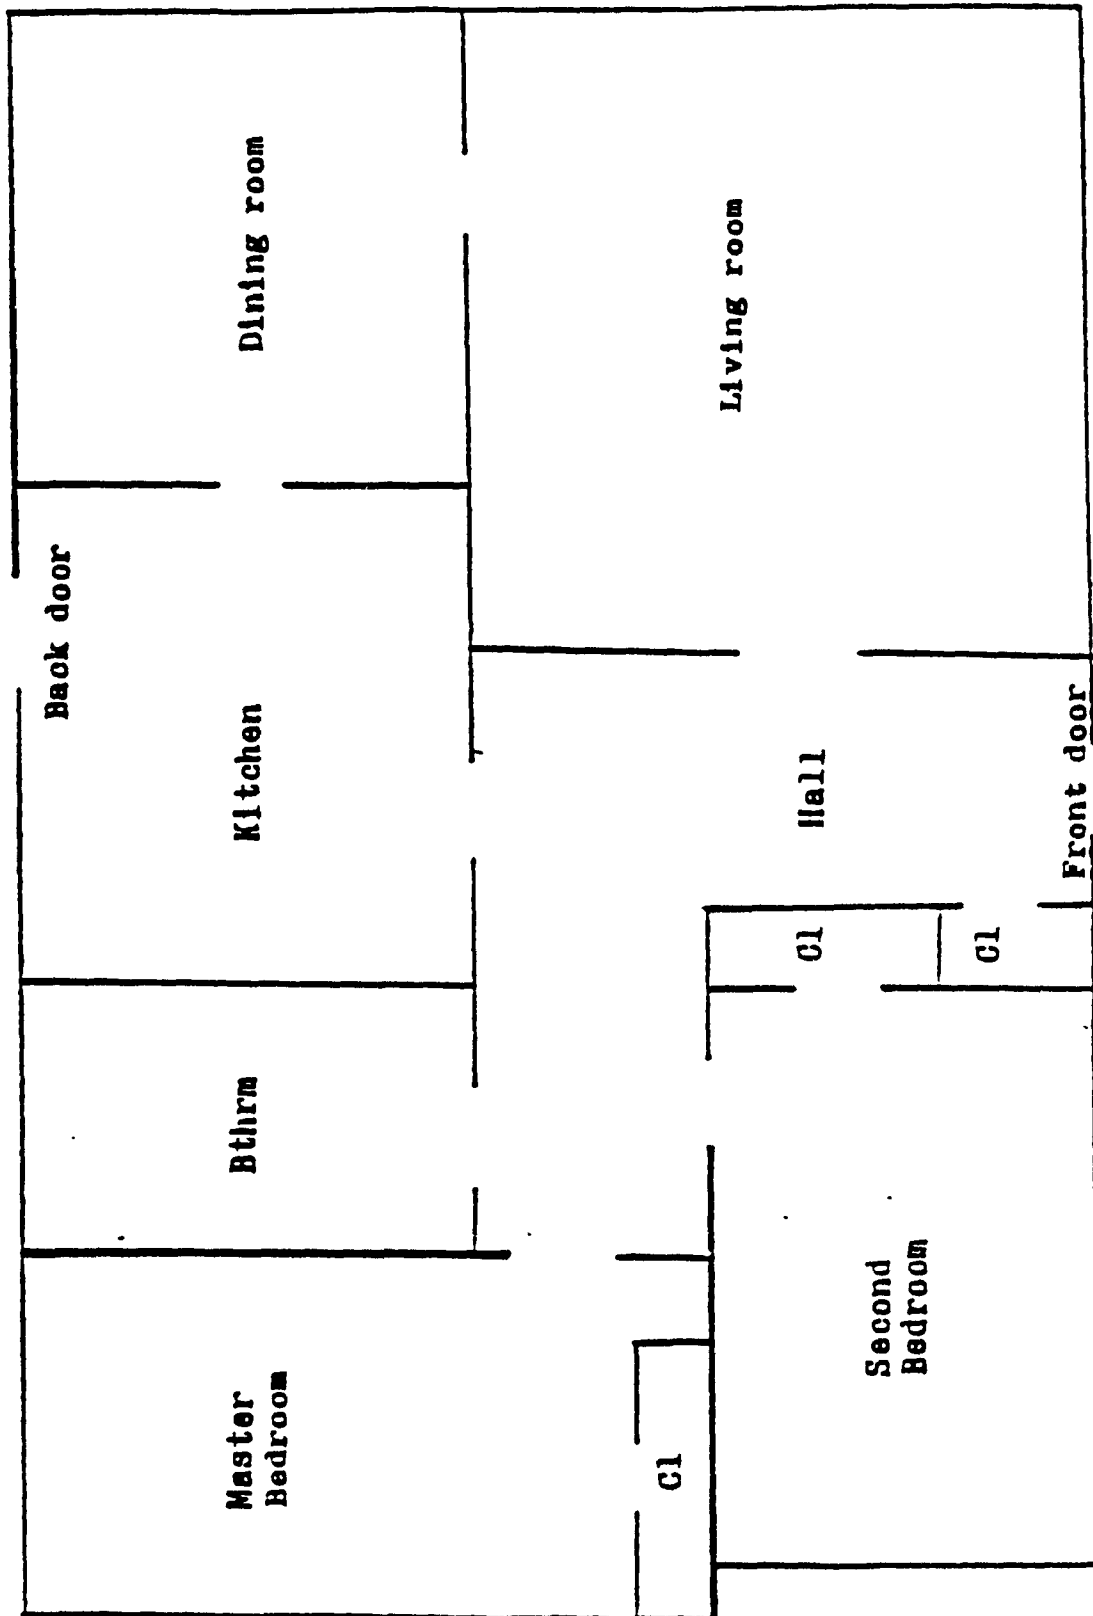 Master
Bedroom
Bthrm
Kitchen
Back door
Dining room
Cl
Second
Bedroom
Cl
Cl
Hall
Front door
Living room